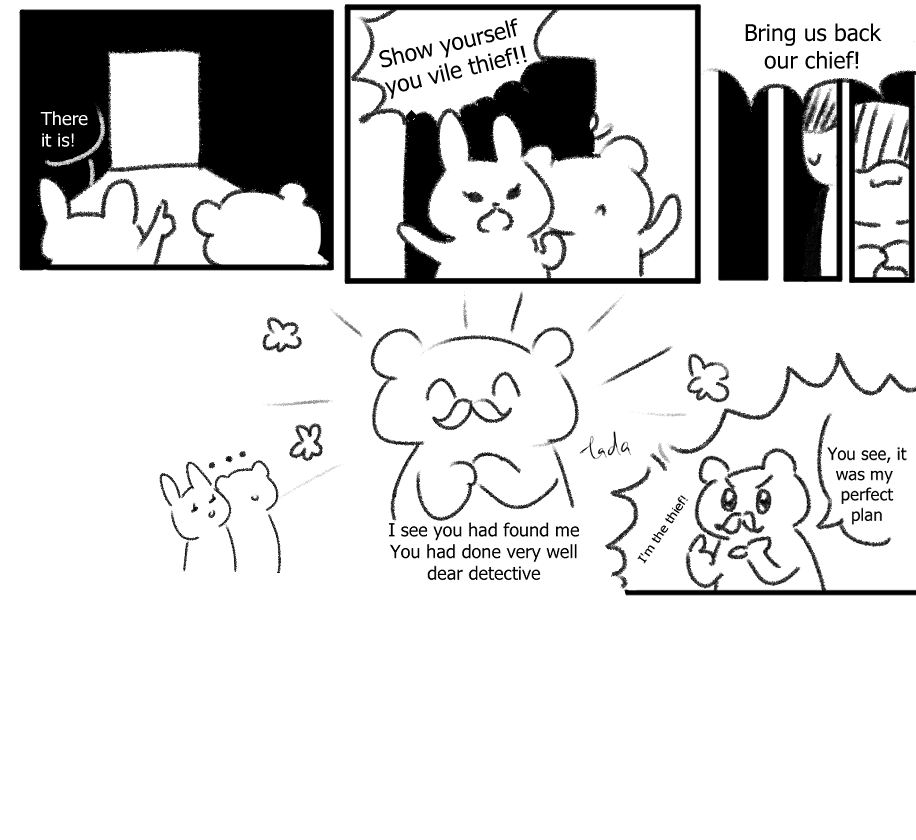 There
it is!
Show yourself
you vile thief!!
Bring us back
our chief!
tada
I see you had found me
You had done very well
dear detective
I'm the thief!
You see, it
was my
perfect
plan